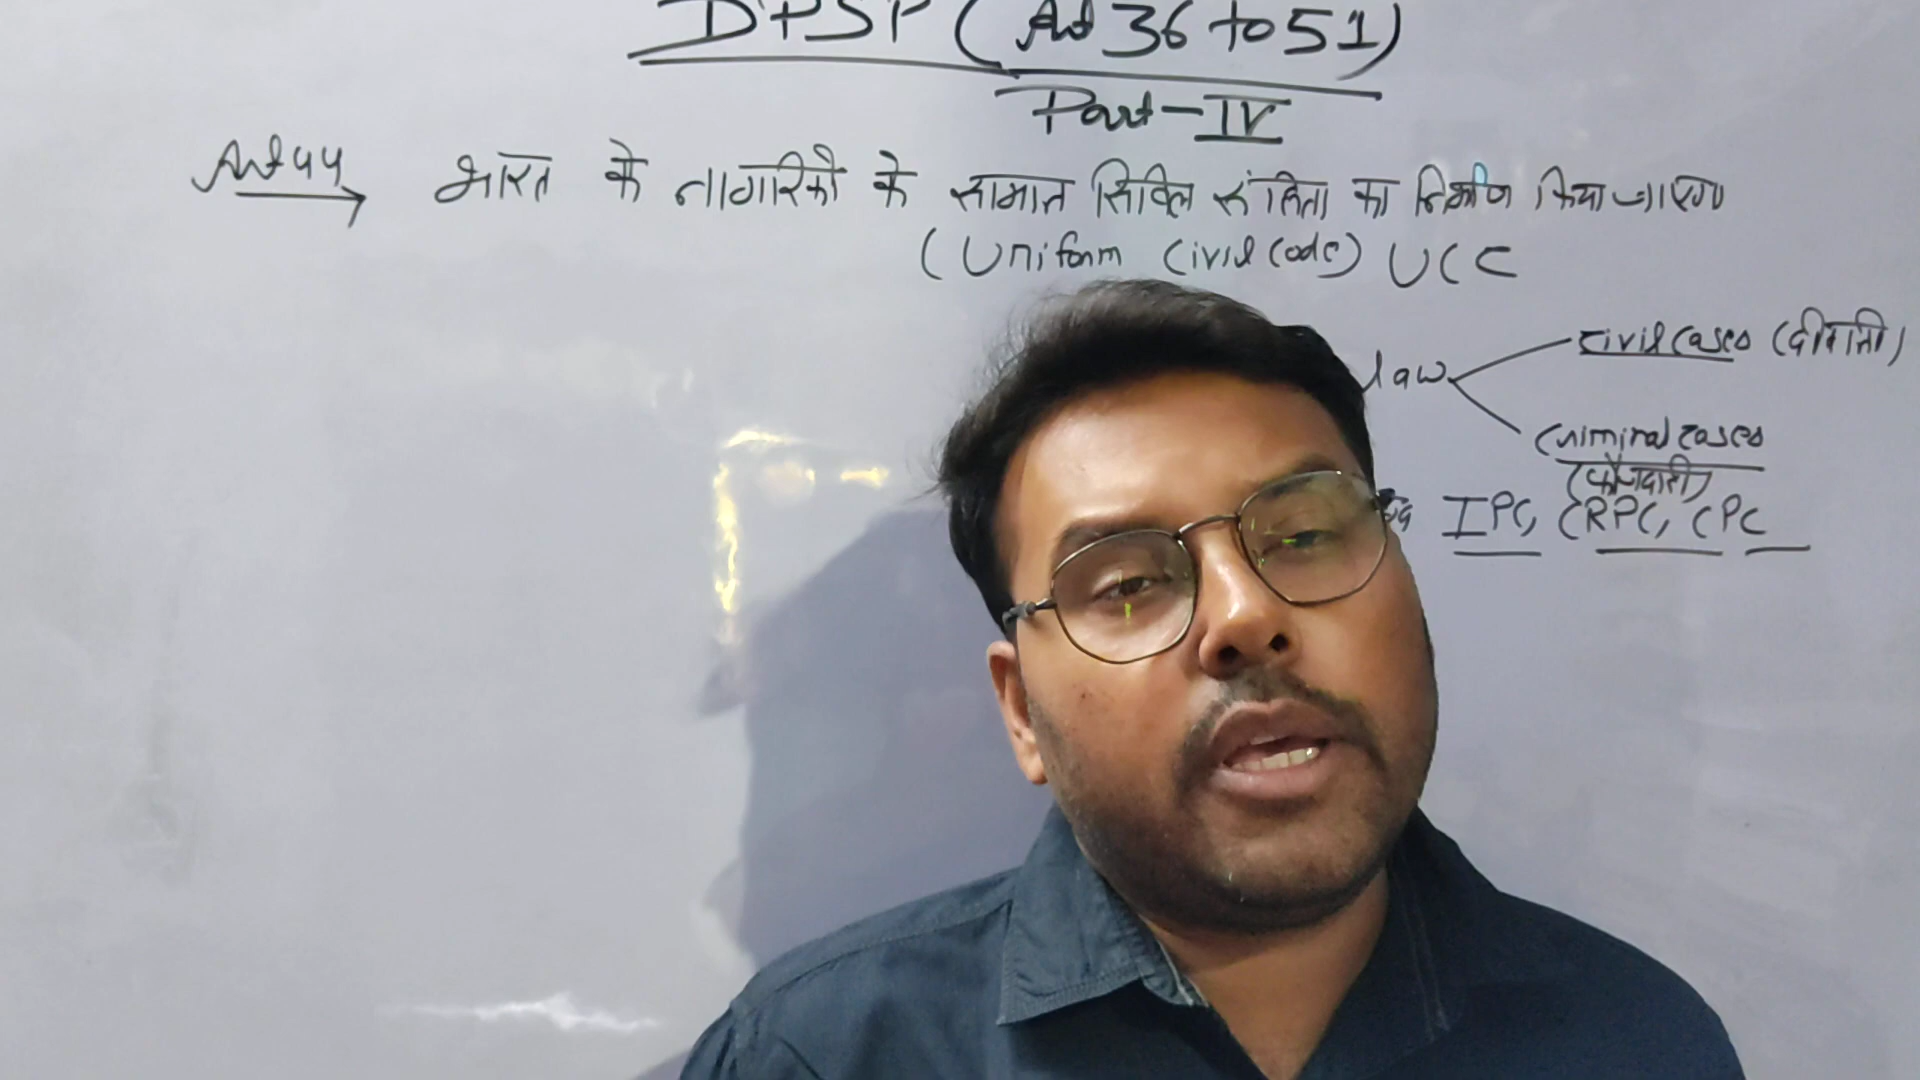 DPSP (Art 36 to 51)
Part-IV
Art 44 → भारत के नागरिको के सामान सिविल संहिता का निर्माण किया जाएगा
(Uniform Civil Code) UCC
law
civil cases (दीवानी)
Criminal cases
(फौजदारी)
IPC, CRPC, CPC